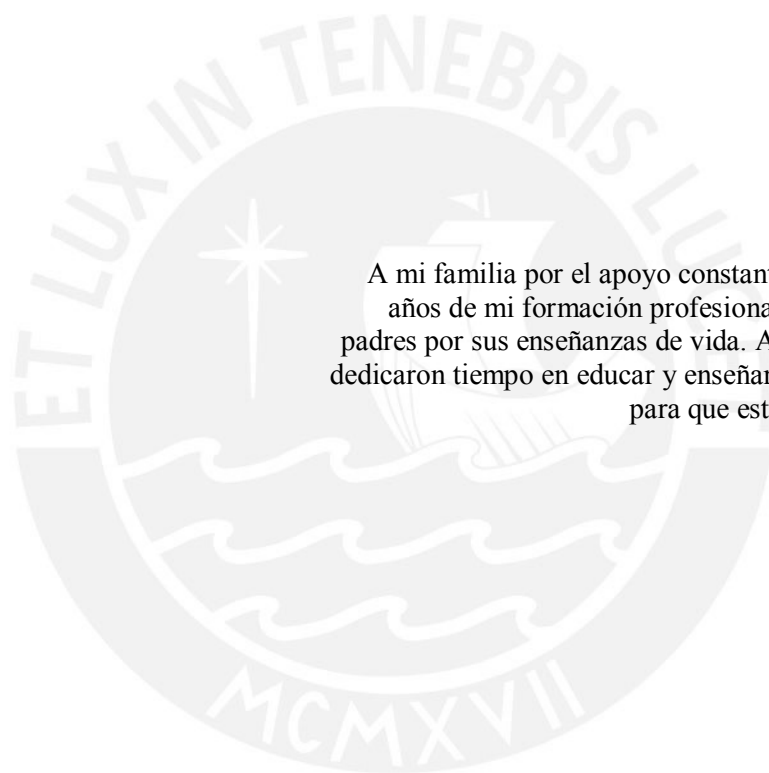 ET LUX IN TENEBRIS LUCET
A mi familia por el apoyo
años de mi formación
padres por sus enseñanzas de vida.
dedicaron tiempo en educar y
para que
MCMXVII